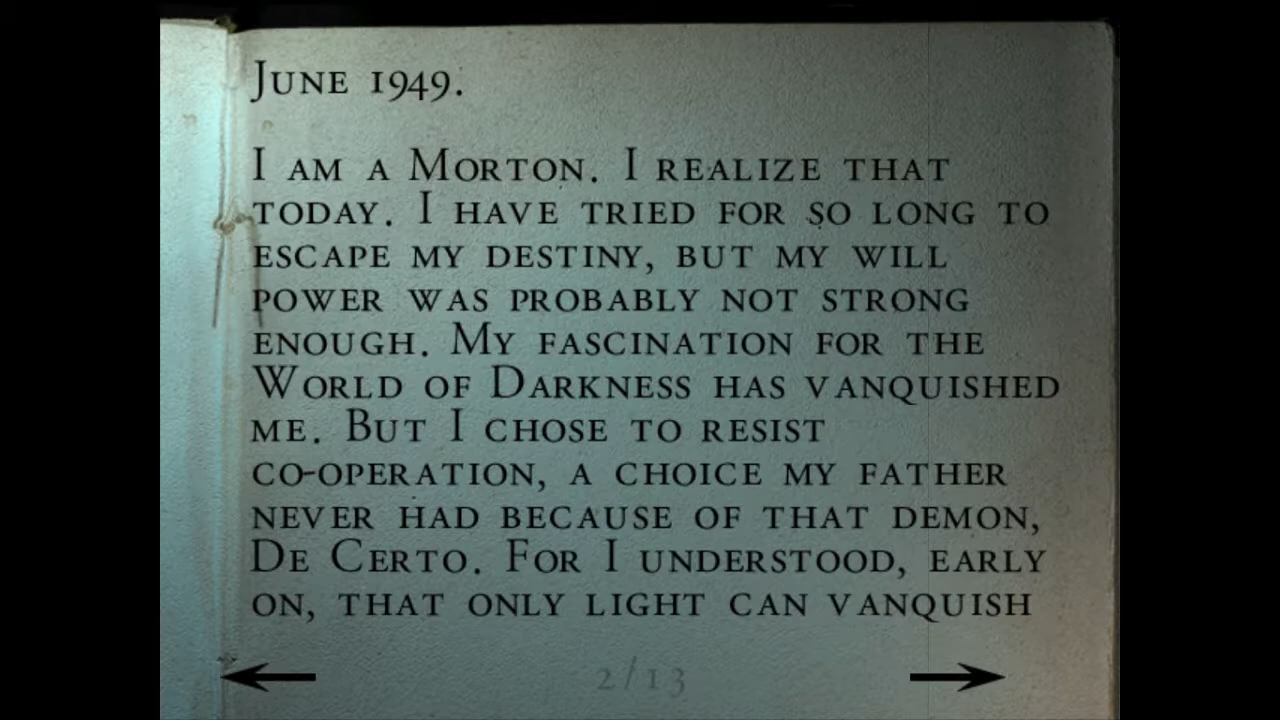 June 1949.
I am a Morton. I realize that
today. I have tried for so long to
escape my destiny, but my will
power was probably not strong
enough. My fascination for the
World of Darkness has vanquished
me. But I chose to resist
co-operation, a choice my father
never had because of that demon,
De Certo. For I understood, early
on, that only light can vanquish
2/13